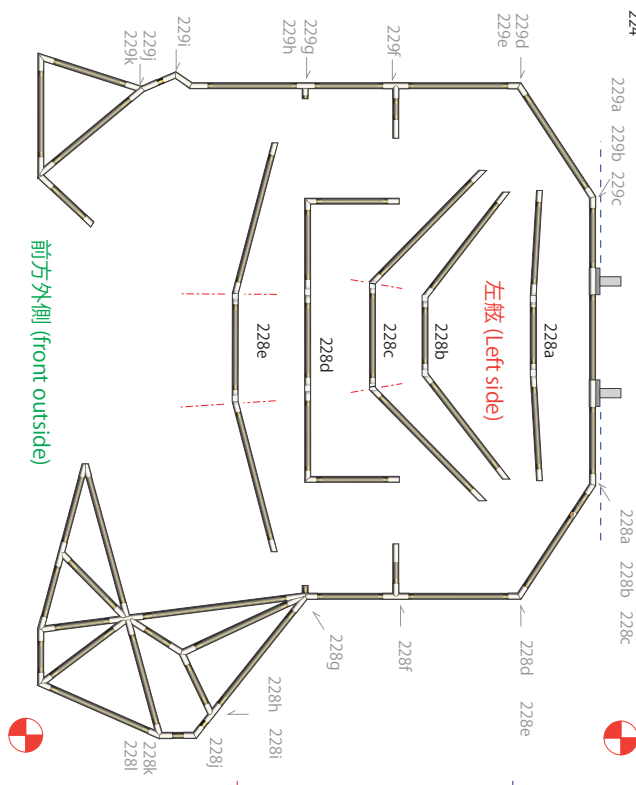 224
229a 229b 229c
229d
229e
229f
229g
229h
229i
229j
229k
228a
228b
228c
228d
228e
左舷 (Left side)
前方外側 (front outside)
228a 228b 228c
228d 228e
228f
228g
228h 228i
228j
228k
228l